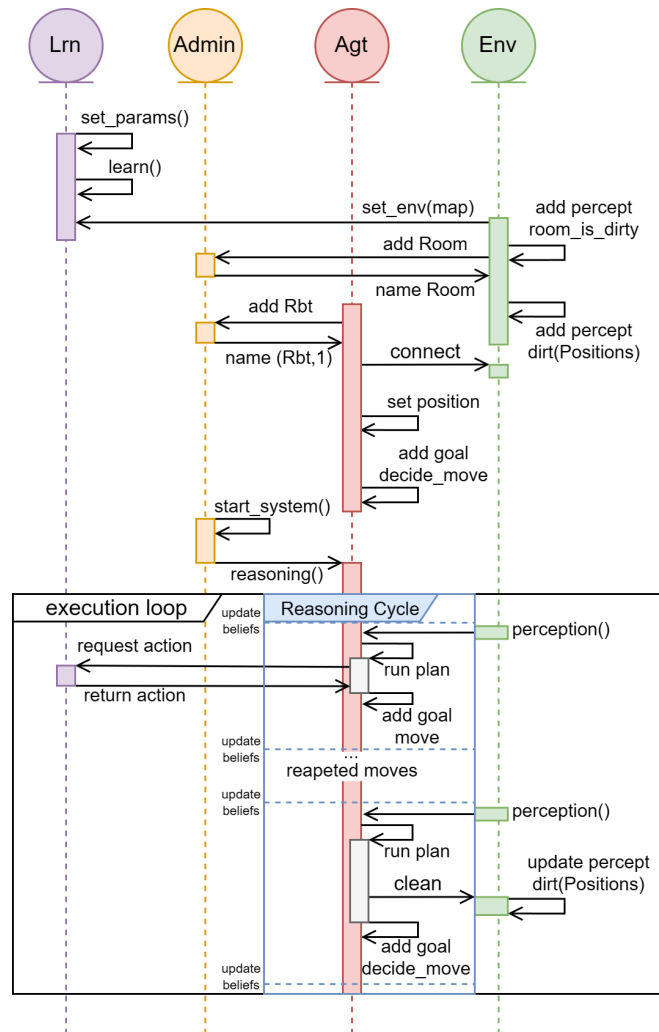 Lrn
Admin
Agt
Env
set_params()
learn()
set_env(map)
add percept
room_is_dirty
add Room
name Room
add Rbt
add percept
dirt(Positions)
name (Rbt,1)
connect
set position
add goal
decide_move
start_system()
reasoning()
execution loop
Reasoning Cycle
update
beliefs
perception()
request action
run plan
return action
add goal
move
update
beliefs
...
reapeted moves
update
beliefs
perception()
run plan
update percept
dirt(Positions)
clean
add goal
decide_move
update
beliefs